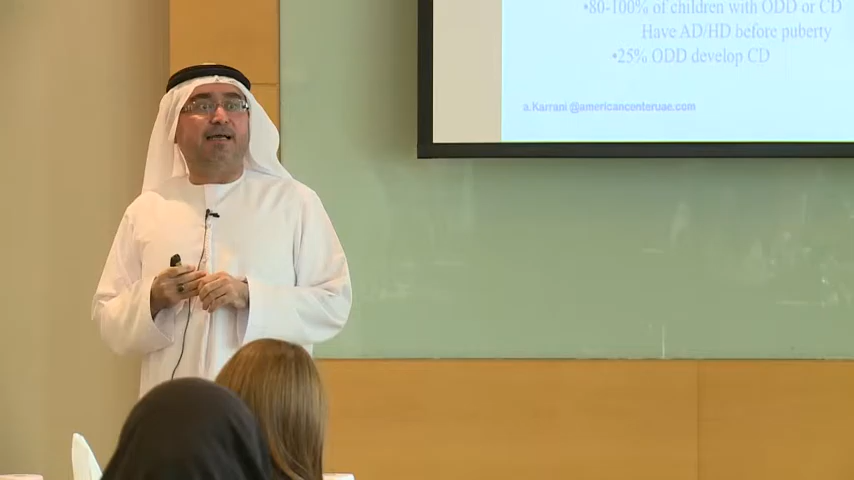 •80-100% of children with ODD or CD
Have AD/HD before puberty
•25% ODD develop CD
a.Karrani @americancenteruae.com